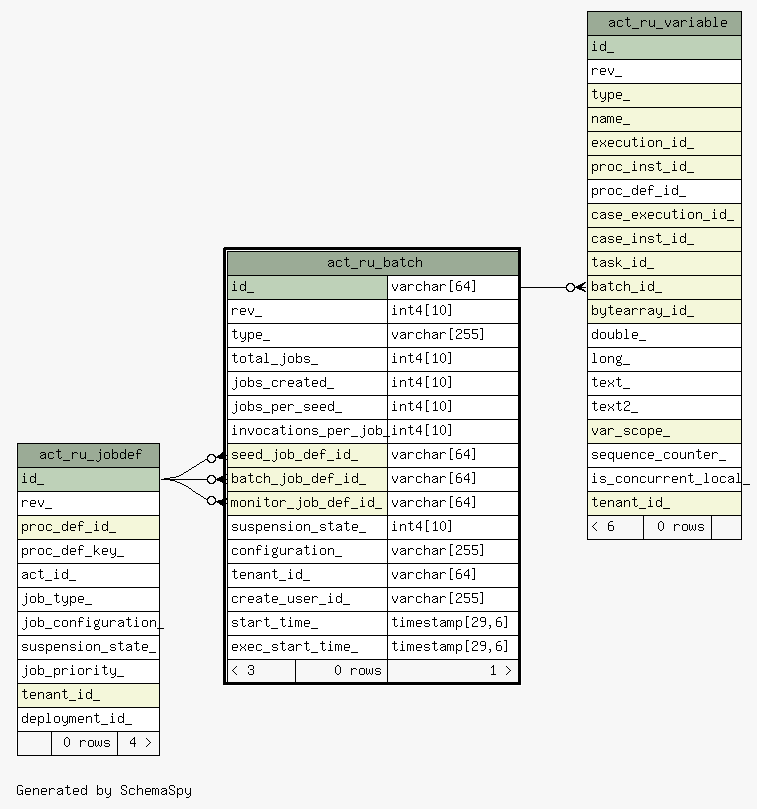 act_ru_variable
id_
rev_
type_
name_
execution_id_
proc_inst_id_
proc_def_id_
case_execution_id_
case_inst_id_
task_id_
batch_id_
bytearray_id_
double_
long_
text_
text2_
var_scope_
sequence_counter_
is_concurrent_local_
tenant_id_
< 6 0 rows
act_ru_batch
id_ varchar[64]
rev_ int4[10]
type_ varchar[255]
total_jobs_ int4[10]
jobs_created_ int4[10]
jobs_per_seed_ int4[10]
invocations_per_job_ int4[10]
seed_job_def_id_ varchar[64]
batch_job_def_id_ varchar[64]
monitor_job_def_id_ varchar[64]
suspension_state_ int4[10]
configuration_ varchar[255]
tenant_id_ varchar[64]
create_user_id_ varchar[255]
start_time_ timestamp[29,6]
exec_start_time_ timestamp[29,6]
< 3 0 rows 1 >
act_ru_jobdef
id_
rev_
proc_def_id_
proc_def_key_
act_id_
job_type_
job_configuration_
suspension_state_
job_priority_
tenant_id_
deployment_id_
0 rows 4 >
Generated by SchemaSpy